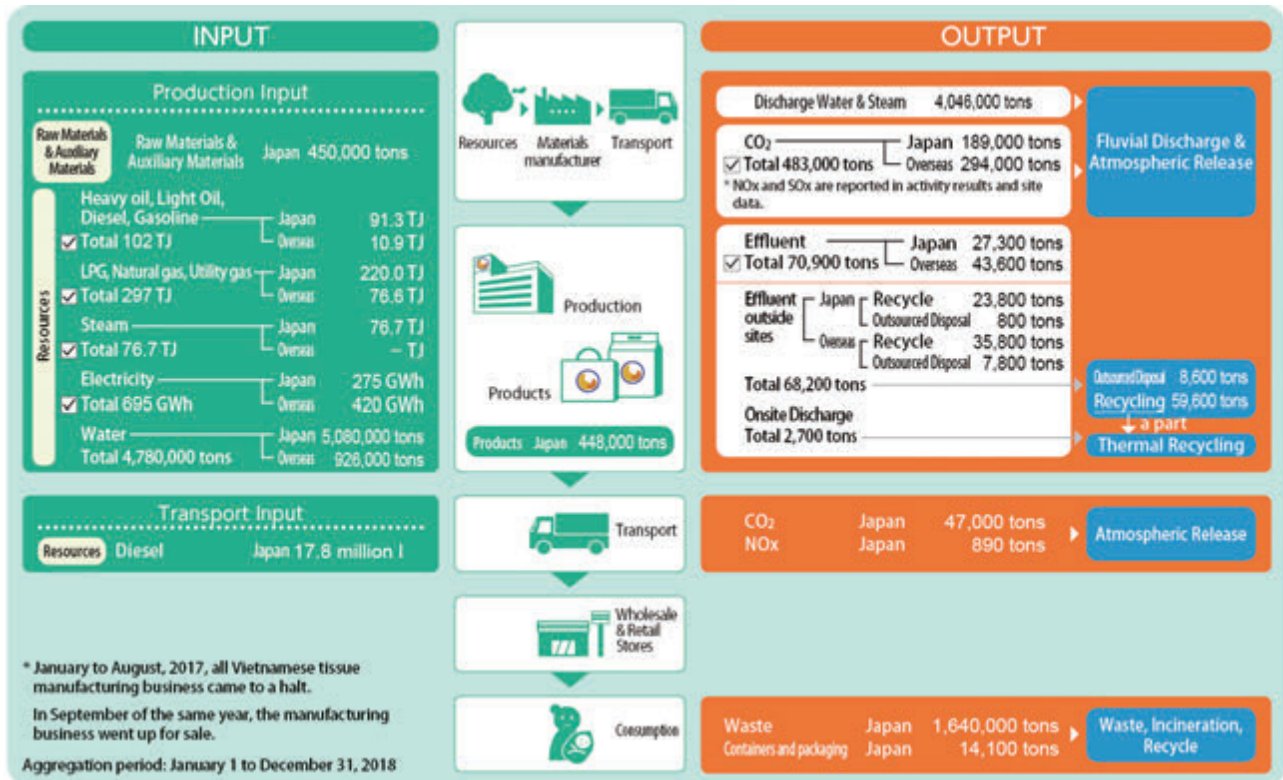 INPUT
Production Input
Raw Materials
& Auxiliary
Materials
Raw Materials &
Auxiliary Materials Japan 450,000 tons
Resources
Heavy oil, Light Oil,
Diesel, Gasoline Japan 91.3 TJ
Total 102 TJ Overseas 10.9 TJ
LPG, Natural gas, Utility gas Japan 220.0 TJ
Total 297 TJ Overseas 76.6 TJ
Steam Japan 76.7 TJ
Total 76.7 TJ Overseas – TJ
Electricity Japan 275 GWh
Total 695 GWh Overseas 420 GWh
Water Japan 5,080,000 tons
Total 4,780,000 tons Overseas 926,000 tons
Transport Input
Resources Diesel Japan 17.8 million l
* January to August, 2017, all Vietnamese tissue
manufacturing business came to a halt.
In September of the same year, the manufacturing
business went up for sale.
Aggregation period: January 1 to December 31, 2018
Resources Materials Transport
manufacturer
Production
Products
Products Japan 448,000 tons
Transport
Wholesale
& Retail
Stores
Consumption
OUTPUT
Discharge Water & Steam 4,046,000 tons
CO2 Japan 189,000 tons
Total 483,000 tons Overseas 294,000 tons
* NOx and SOx are reported in activity results and site
data.
Fluvial Discharge &
Atmospheric Release
Effluent Japan 27,300 tons
Total 70,900 tons Overseas 43,600 tons
Effluent Japan Recycle 23,800 tons
outside Outsourced Disposal 800 tons
sites Overseas Recycle 35,800 tons
Outsourced Disposal 7,800 tons
Total 68,200 tons
Outsourced Disposal 8,600 tons
Recycling 59,600 tons
a part
Onsite Discharge
Total 2,700 tons
Thermal Recycling
CO2 Japan 47,000 tons
NOx Japan 890 tons
Atmospheric Release
Waste Japan 1,640,000 tons
Containers and packaging Japan 14,100 tons
Waste, Incineration,
Recycle